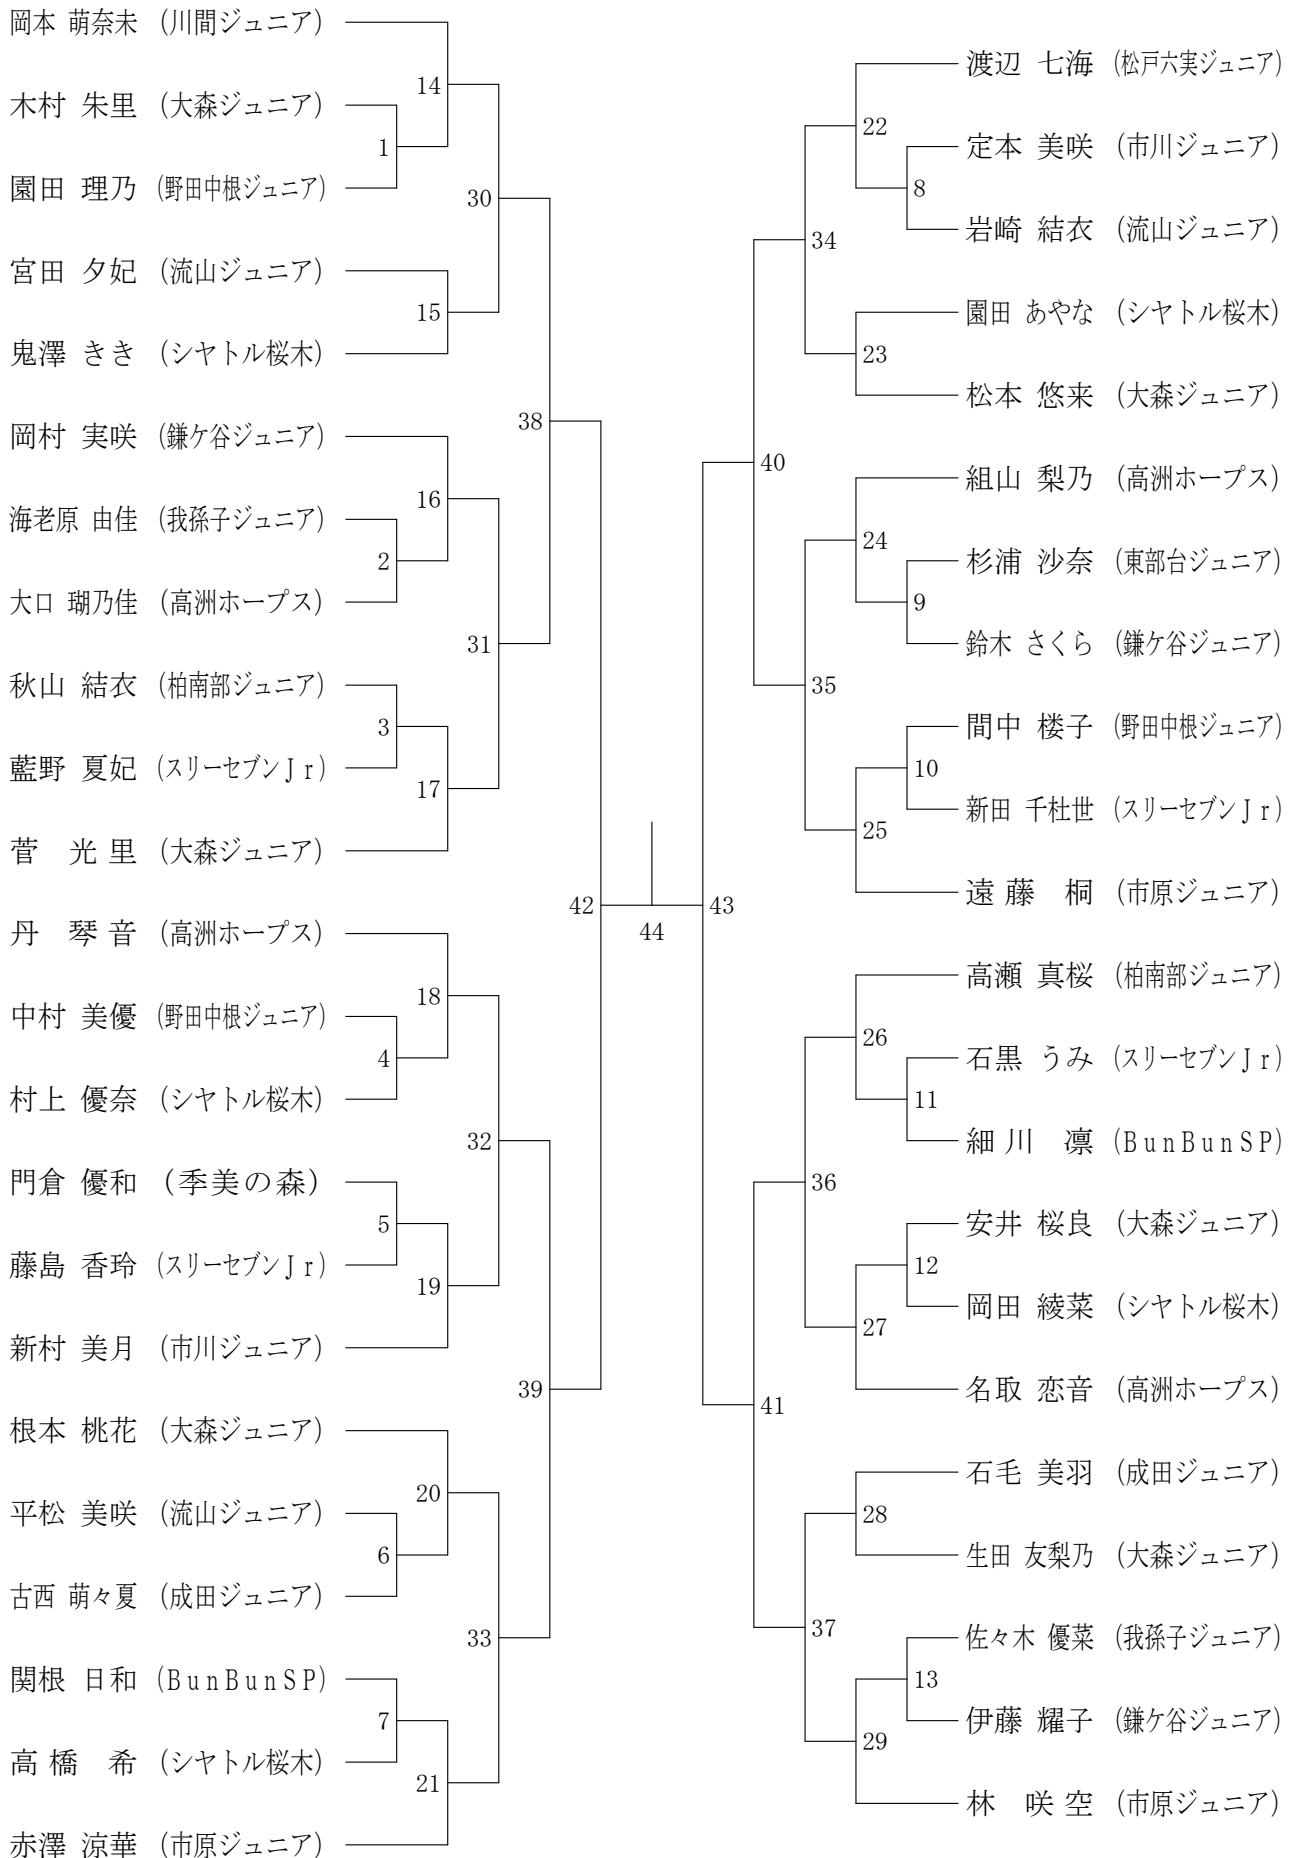 岡本 萌奈未 (川間ジュニア)
木村 朱里 (大森ジュニア)
園田 理乃 (野田中根ジュニア)
宮田 夕妃 (流山ジュニア)
鬼澤 きき (シヤトル桜木)
岡村 実咲 (鎌ケ谷ジュニア)
海老原 由佳 (我孫子ジュニア)
大口 瑚乃佳 (高洲ホープス)
秋山 結衣 (柏南部ジュニア)
藍野 夏妃 (スリーセブンJr)
菅 光里 (大森ジュニア)
丹 琴音 (高洲ホープス)
中村 美優 (野田中根ジュニア)
村上 優奈 (シヤトル桜木)
門倉 優和 (季美の森)
藤島 香玲 (スリーセブンJr)
新村 美月 (市川ジュニア)
根本 桃花 (大森ジュニア)
平松 美咲 (流山ジュニア)
古西 萌々夏 (成田ジュニア)
関根 日和 (BunBunSP)
高橋 希 (シヤトル桜木)
赤澤 涼華 (市原ジュニア)
1
2
3
4
5
6
7
14
15
16
17
18
19
20
21
30
31
32
33
38
39
42
44
43
40
41
34
35
36
37
22
23
24
25
26
27
28
29
8
9
10
11
12
13
渡辺 七海 (松戸六実ジュニア)
定本 美咲 (市川ジュニア)
岩崎 結衣 (流山ジュニア)
園田 あやな (シヤトル桜木)
松本 悠来 (大森ジュニア)
組山 梨乃 (高洲ホープス)
杉浦 沙奈 (東部台ジュニア)
鈴木 さくら (鎌ケ谷ジュニア)
間中 楼子 (野田中根ジュニア)
新田 千杜世 (スリーセブンJr)
遠藤 桐 (市原ジュニア)
高瀬 真桜 (柏南部ジュニア)
石黒 うみ (スリーセブンJr)
細川 凛 (BunBunSP)
安井 桜良 (大森ジュニア)
岡田 綾菜 (シヤトル桜木)
名取 恋音 (高洲ホープス)
石毛 美羽 (成田ジュニア)
生田 友梨乃 (大森ジュニア)
佐々木 優菜 (我孫子ジュニア)
伊藤 耀子 (鎌ケ谷ジュニア)
林 咲空 (市原ジュニア)